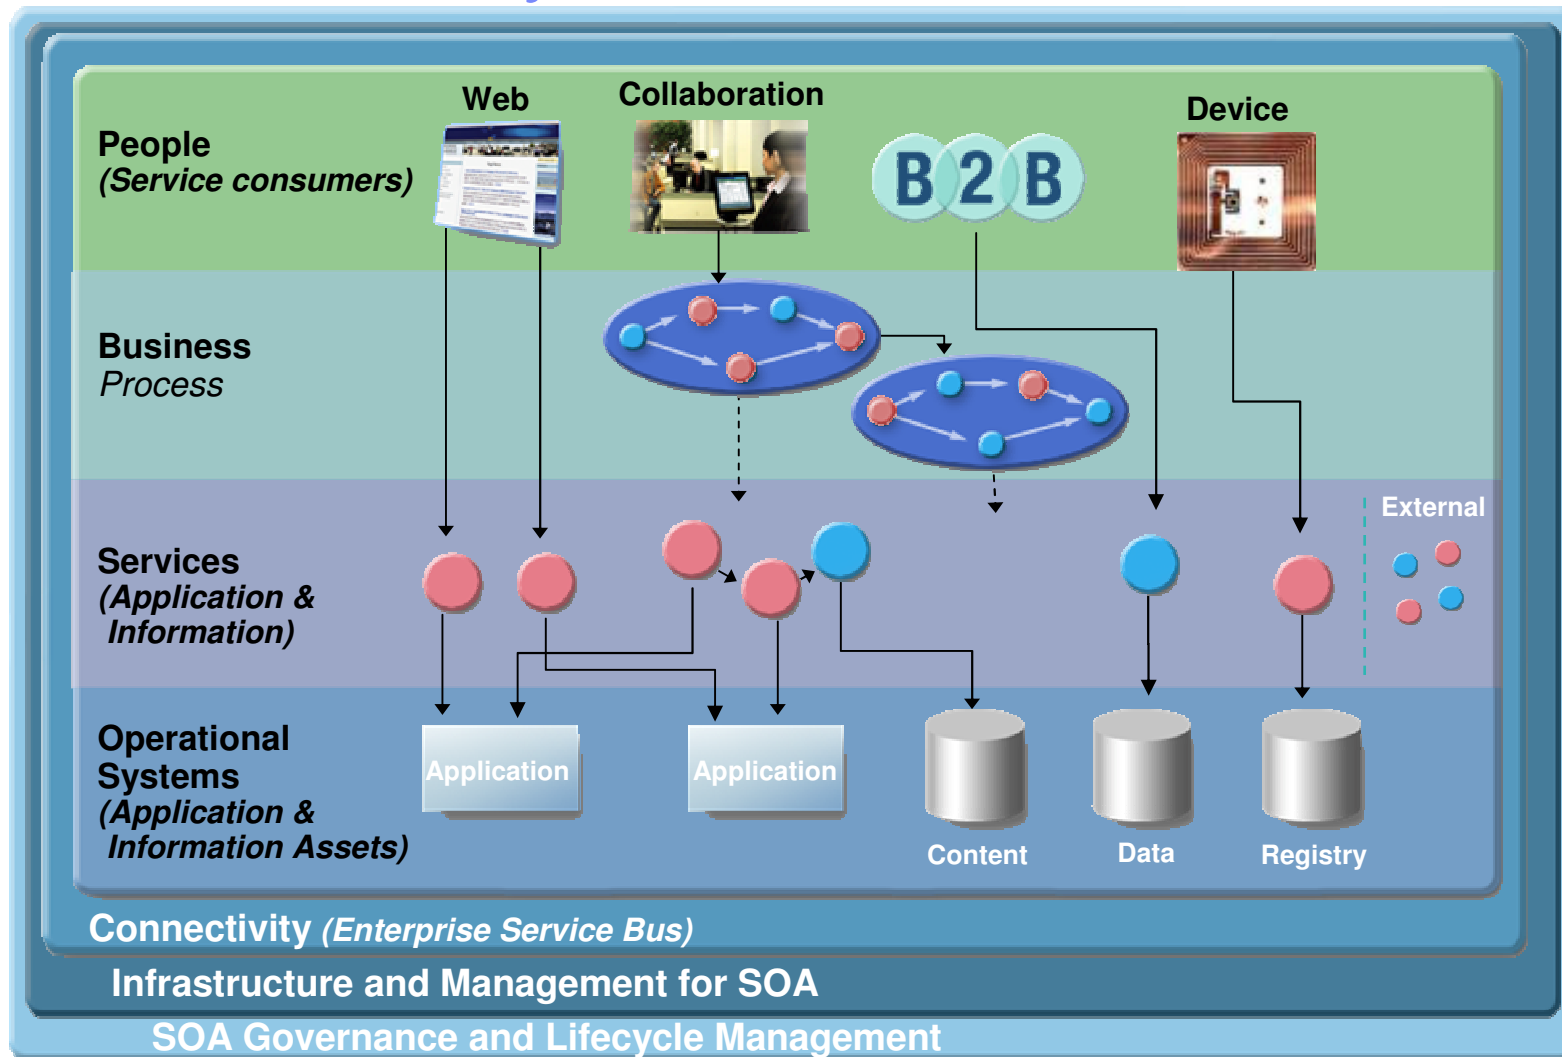 Web
Collaboration
Device
People
(Service consumers)
B2B
Business
Process
External
Services
(Application &
Information)
Operational
Systems
(Application &
Information Assets)
Application
Application
Content
Data
Registry
Connectivity (Enterprise Service Bus)
Infrastructure and Management for SOA
SOA Governance and Lifecycle Management